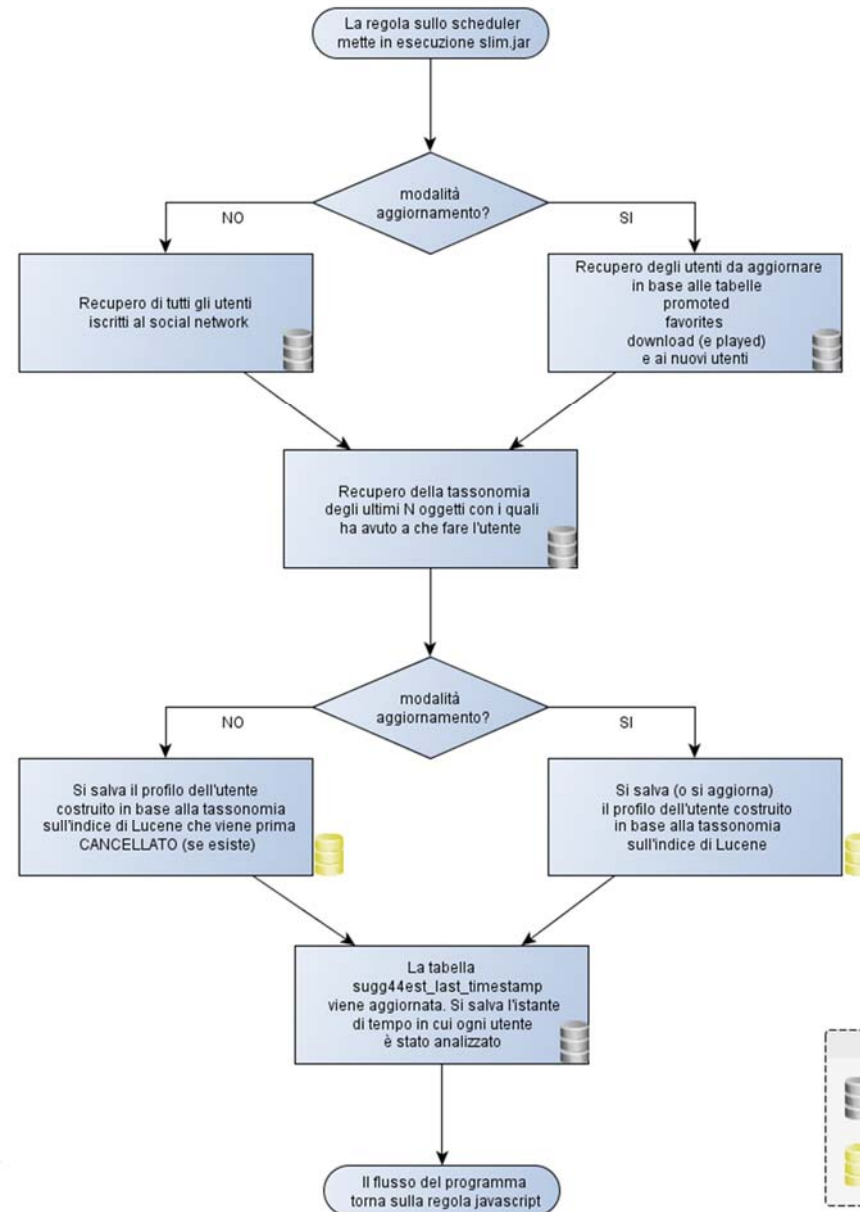 La regola sullo scheduler
mette in esecuzione slim.jar
modalità
aggiornamento?
NO
SI
Recupero di tutti gli utenti
iscritti al social network
Recupero degli utenti da aggiornare
in base alle tabelle
promoted
favorites
download (e played)
e ai nuovi utenti
Recupero della tassonomia
degli ultimi N oggetti con i quali
ha avuto a che fare l'utente
modalità
aggiornamento?
NO
SI
Si salva il profilo dell'utente
costruito in base alla tassonomia
sull'indice di Lucene che viene prima
CANCELLATO (se esiste)
Si salva (o si aggiorna)
il profilo dell'utente costruito
in base alla tassonomia
sull'indice di Lucene
La tabella
sugg44est_last_timestamp
viene aggiornata. Si salva l'istante
di tempo in cui ogni utente
è stato analizzato
Il flusso del programma
torna sulla regola javascript